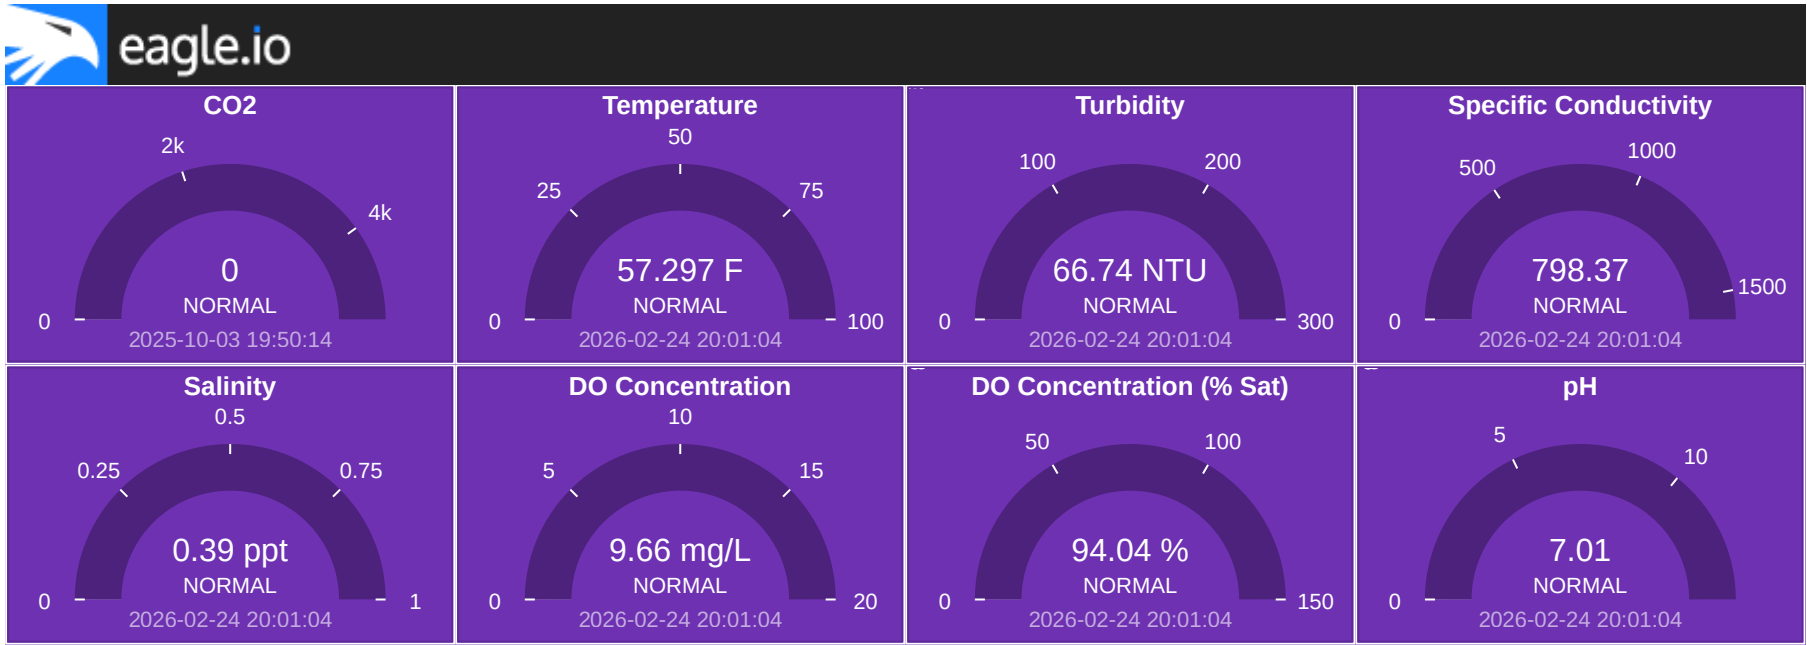 eagle.io
CO2
2k
4k
0
0
NORMAL
2025-10-03 19:50:14
Temperature
50
25
75
57.297 F
NORMAL
0
100
2026-02-24 20:01:04
Turbidity
100
200
66.74 NTU
NORMAL
0
300
2026-02-24 20:01:04
Specific Conductivity
1000
500
798.37
1500
NORMAL
0
2026-02-24 20:01:04
Salinity
0.5
0.25
0.75
0.39 ppt
NORMAL
0
1
2026-02-24 20:01:04
DO Concentration
10
5
15
9.66 mg/L
NORMAL
0
20
2026-02-24 20:01:04
DO Concentration (% Sat)
50
100
94.04 %
NORMAL
0
150
2026-02-24 20:01:04
pH
5
10
7.01
NORMAL
0
2026-02-24 20:01:04